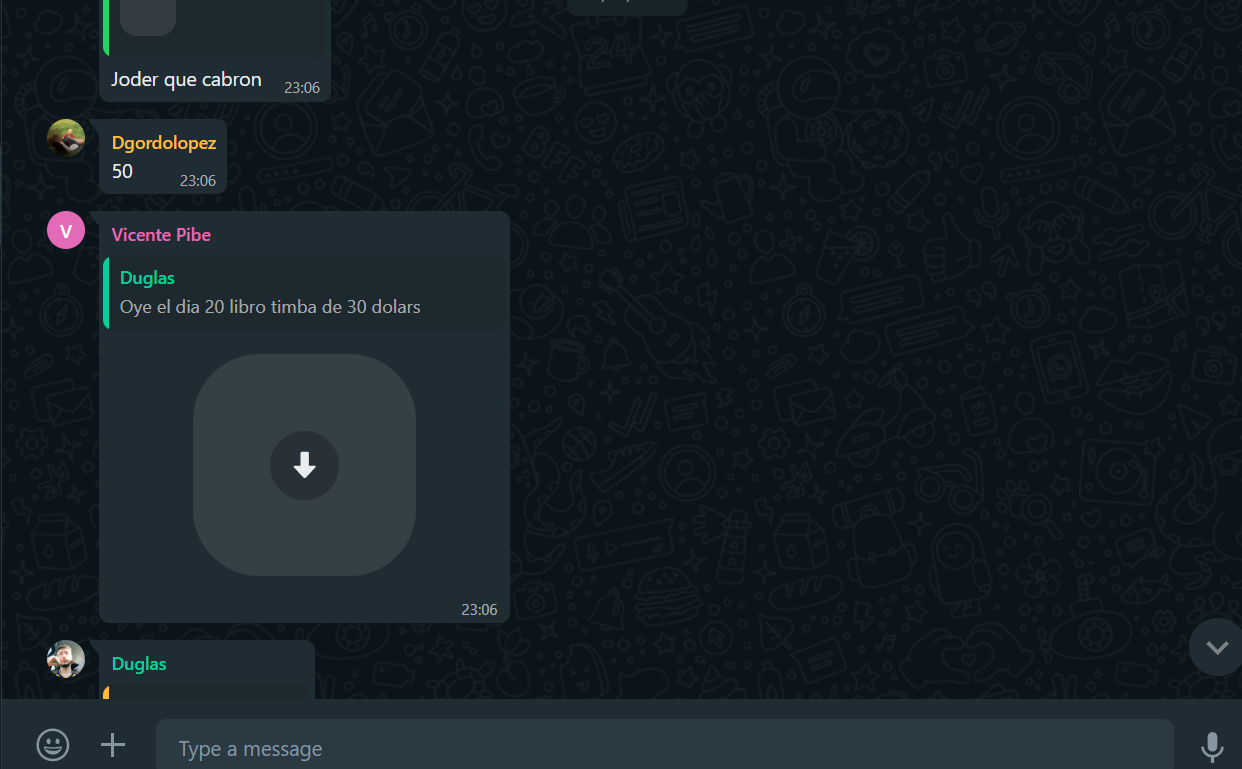 Joder que cabron
23:06
Dgordolopez
50
23:06
V
Vicente Pibe
Duglas
Oye el dia 20 libro timba de 30 dolars
23:06
Duglas
Type a message